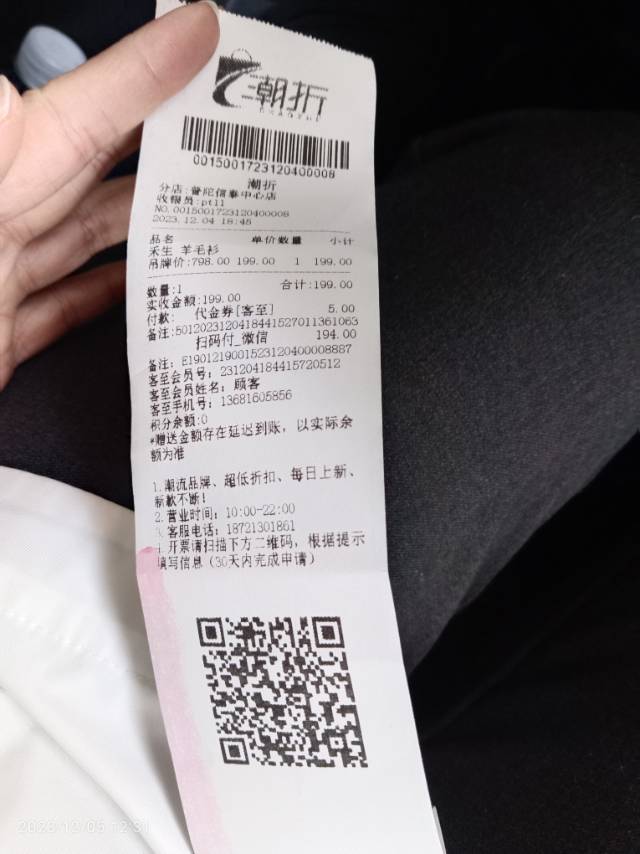 潮折
CHAOZHE
0015001723120400008
潮折
分店:普陀信泰中心店
收银员:pt11
NO.0015001723120400008
2023.12.04 18:45
品名 单价数量 小计
禾生 羊毛衫
吊牌价:798.00 199.00 1 199.00
数量:1 合计:199.00
实收金额:199.00
付款: 代金券[客至] 5.00
备注:5012023120418441527011361063
扫码付_微信 194.00
备注: E19012190015231204000088​87
客至会员号: 231204184415720512
客至会员姓名: 顾客
客至手机号: 13681605856
积分余额:0
*赠送金额存在延迟到账，以实际余
额为准
1.潮流品牌、超低折扣、每日上新、
新款不断!
2.营业时间: 10:00-22:00
3.客服电话: 18721301861
4.开票请扫描下方二维码，根据提示
填写信息(30天内完成申请)
2023/12/05 12:31